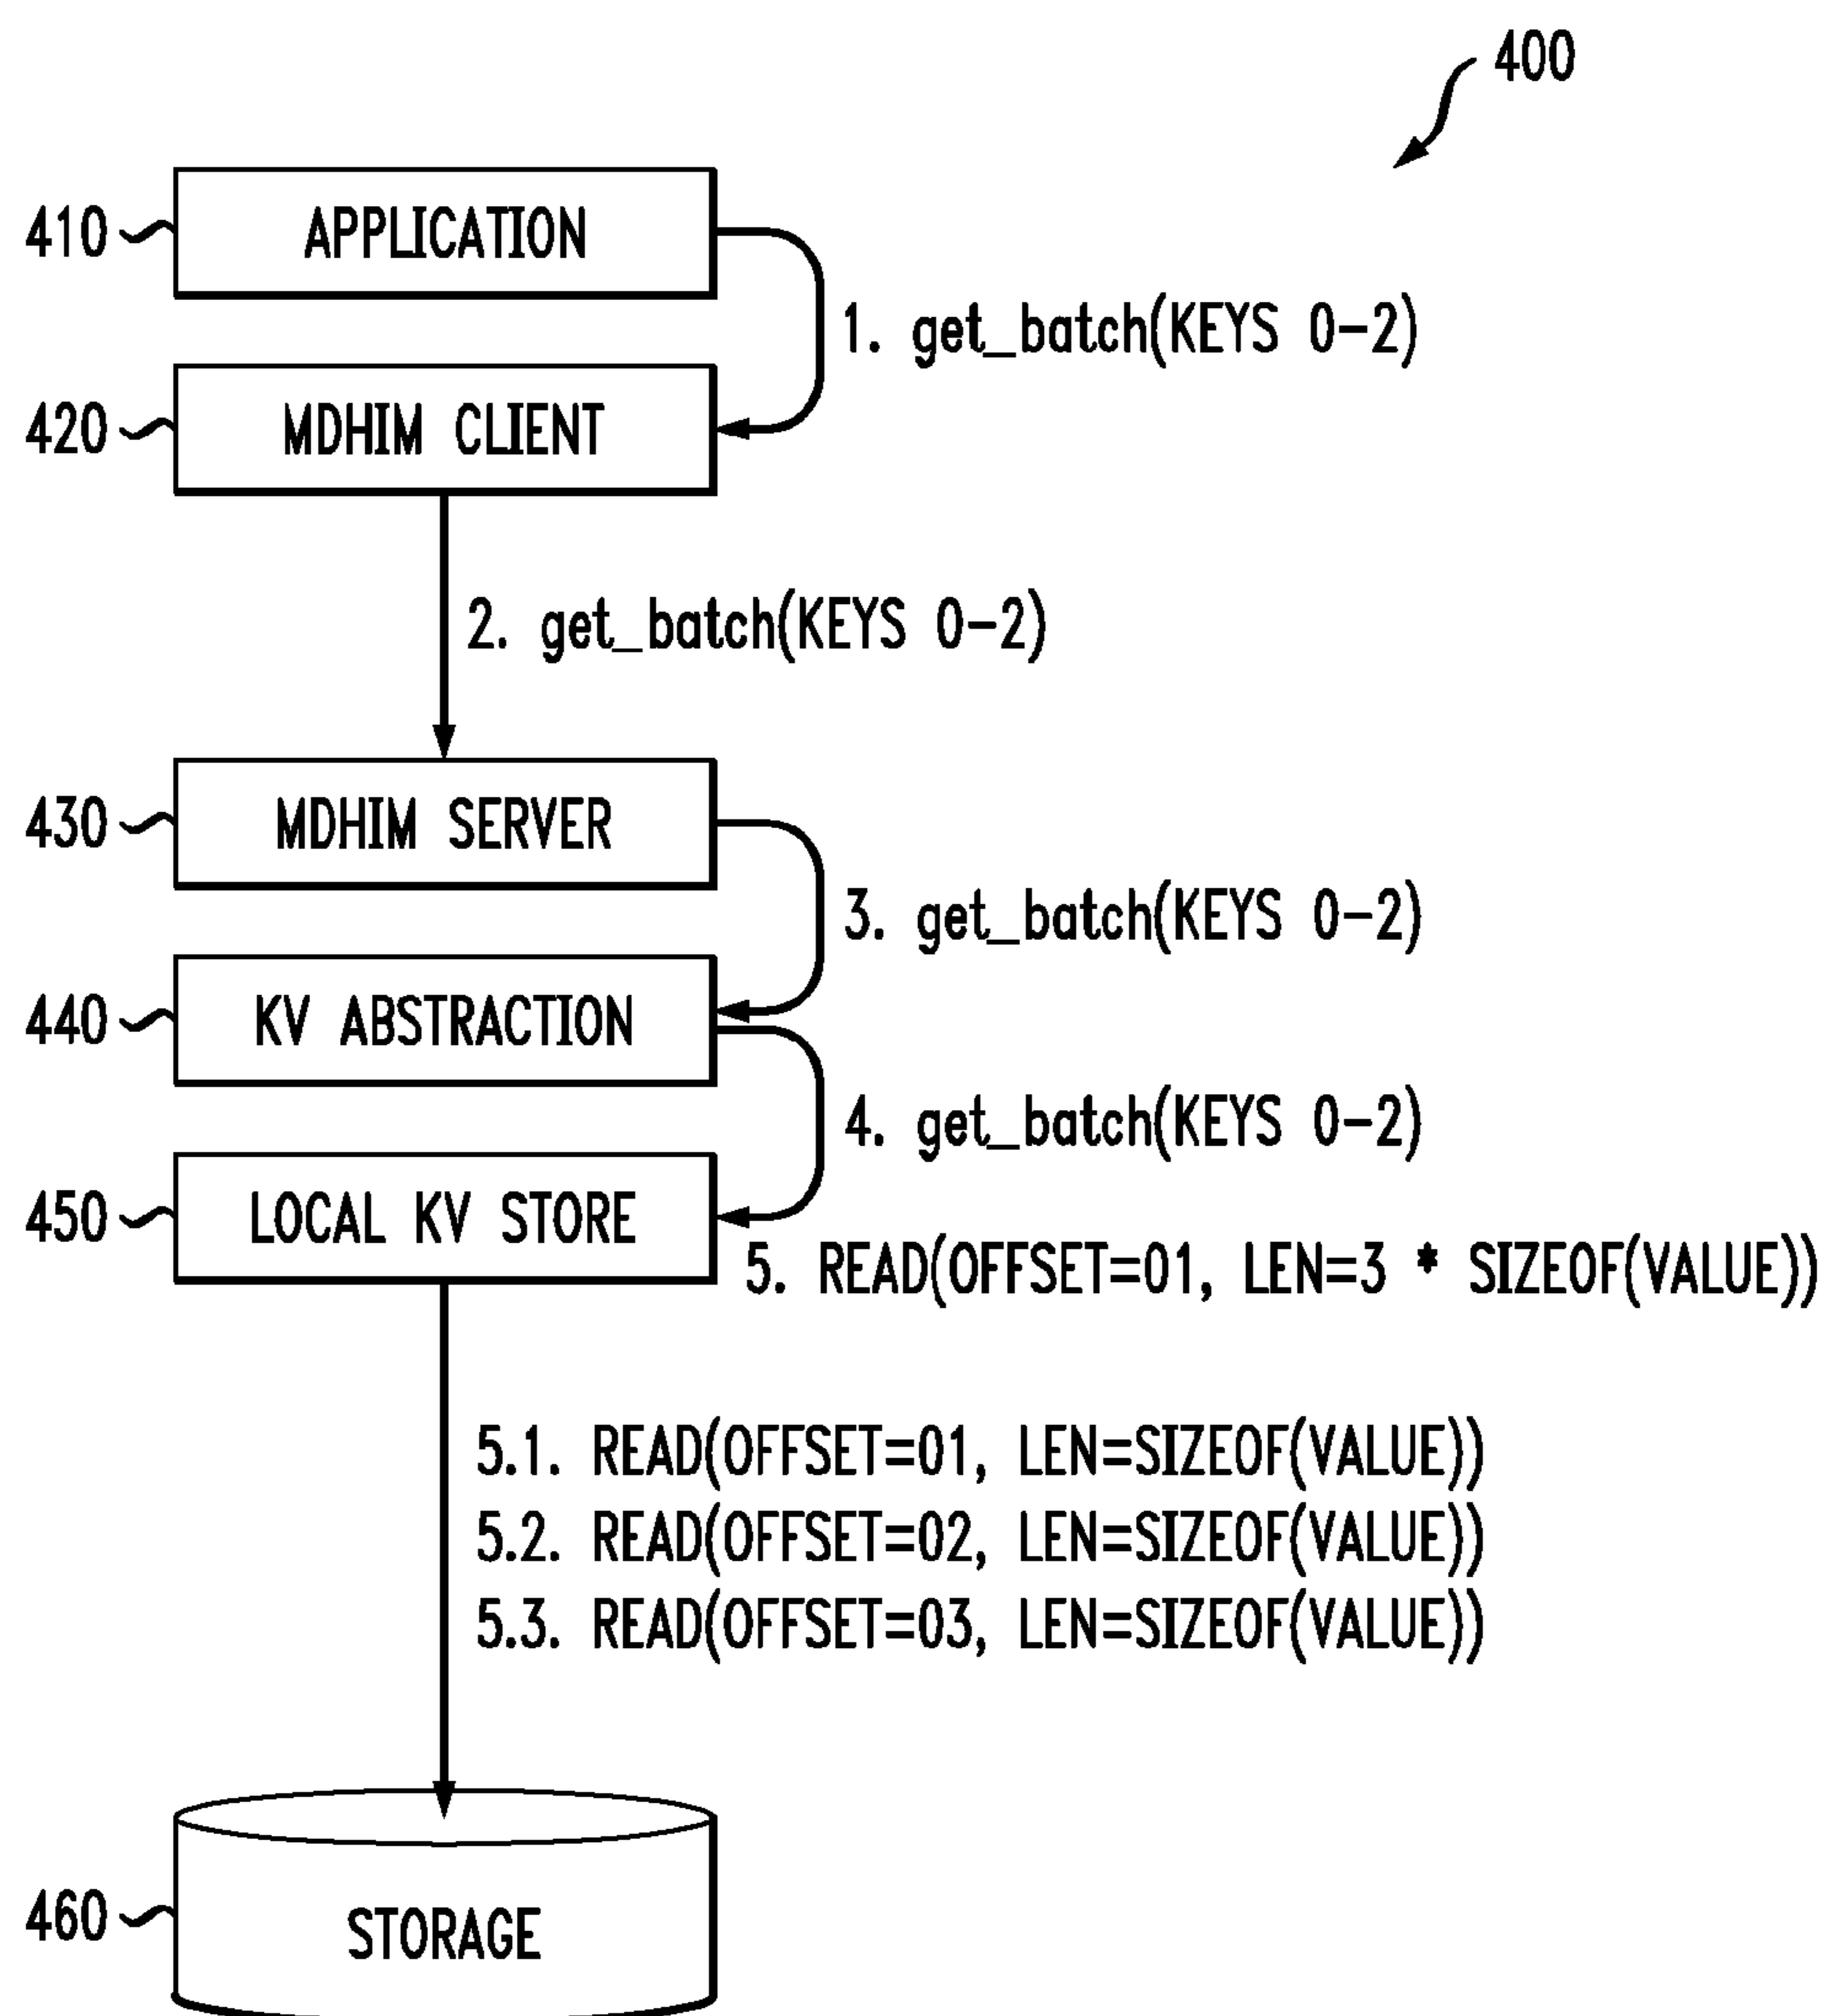 400
410 APPLICATION
1. get_batch(KEYS 0-2)
420 MDHIM CLIENT
2. get_batch(KEYS 0-2)
430 MDHIM SERVER
3. get_batch(KEYS 0-2)
440 KV ABSTRACTION
4. get_batch(KEYS 0-2)
450 LOCAL KV STORE
5. READ(OFFSET=01, LEN=3 * SIZEOF(VALUE))
5.1. READ(OFFSET=01, LEN=SIZEOF(VALUE))
5.2. READ(OFFSET=02, LEN=SIZEOF(VALUE))
5.3. READ(OFFSET=03, LEN=SIZEOF(VALUE))
460 STORAGE